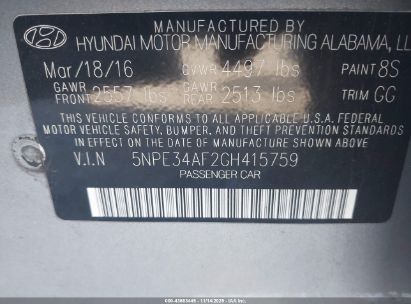 MANUFACTURED BY
HYUNDAI MOTOR MANUFACTURING ALABAMA, LL
Mar/18/16 GVWR 4497 lbs PAINT 8S
GAWR FRONT 2557 lbs GAWR REAR 2513 lbs TRIM GG
THIS VEHICLE CONFORMS TO ALL APPLICABLE U.S.A. FEDERAL
MOTOR VEHICLE SAFETY, BUMPER, AND THEFT PREVENTION STANDARDS
IN EFFECT ON THE DATE OF MANUFACTURE SHOWN ABOVE.
V.I.N 5NPE34AF2GH415759
PASSENGER CAR